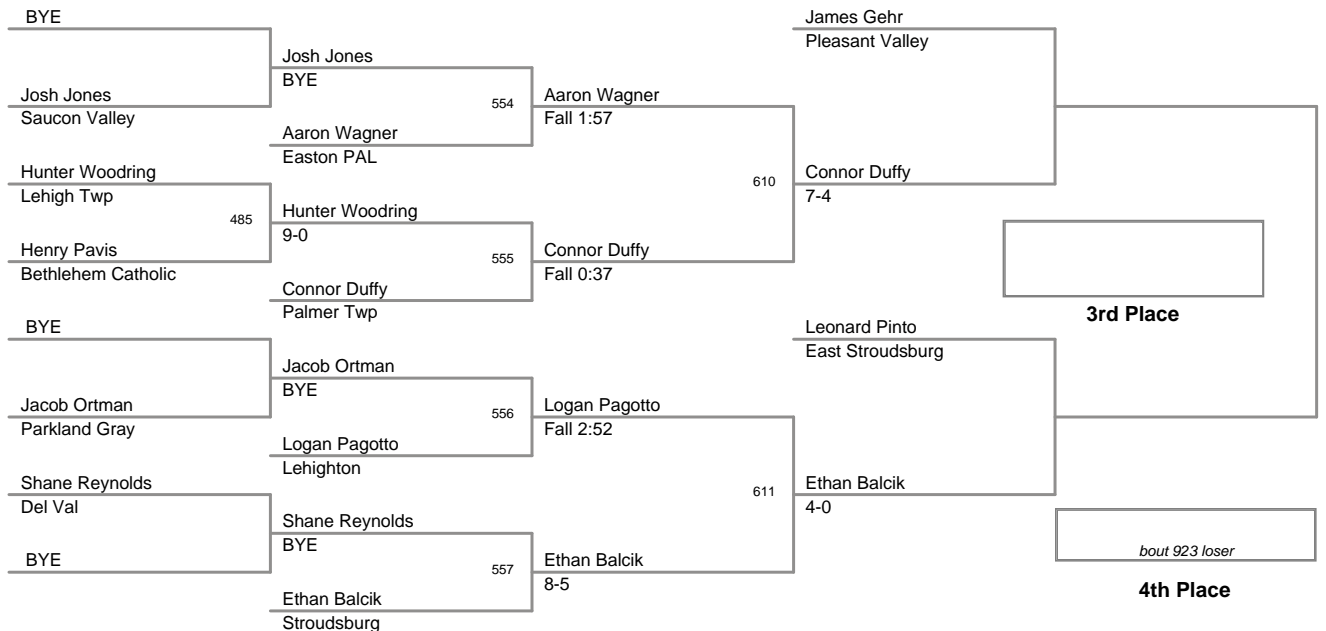 BYE
James Gehr
Pleasant Valley
Josh Jones
BYE
Josh Jones
Saucon Valley
554
Aaron Wagner
Fall 1:57
Aaron Wagner
Easton PAL
Hunter Woodring
Lehigh Twp
610
Connor Duffy
7-4
485
Hunter Woodring
9-0
Henry Pavis
Bethlehem Catholic
555
Connor Duffy
Fall 0:37
Connor Duffy
Palmer Twp
3rd Place
BYE
Leonard Pinto
East Stroudsburg
Jacob Ortman
BYE
Jacob Ortman
Parkland Gray
556
Logan Pagotto
Fall 2:52
Logan Pagotto
Lehighton
Shane Reynolds
Del Val
611
Ethan Balcik
4-0
Shane Reynolds
BYE
BYE
557
Ethan Balcik
8-5
bout 923 loser
4th Place
Ethan Balcik
Stroudsburg